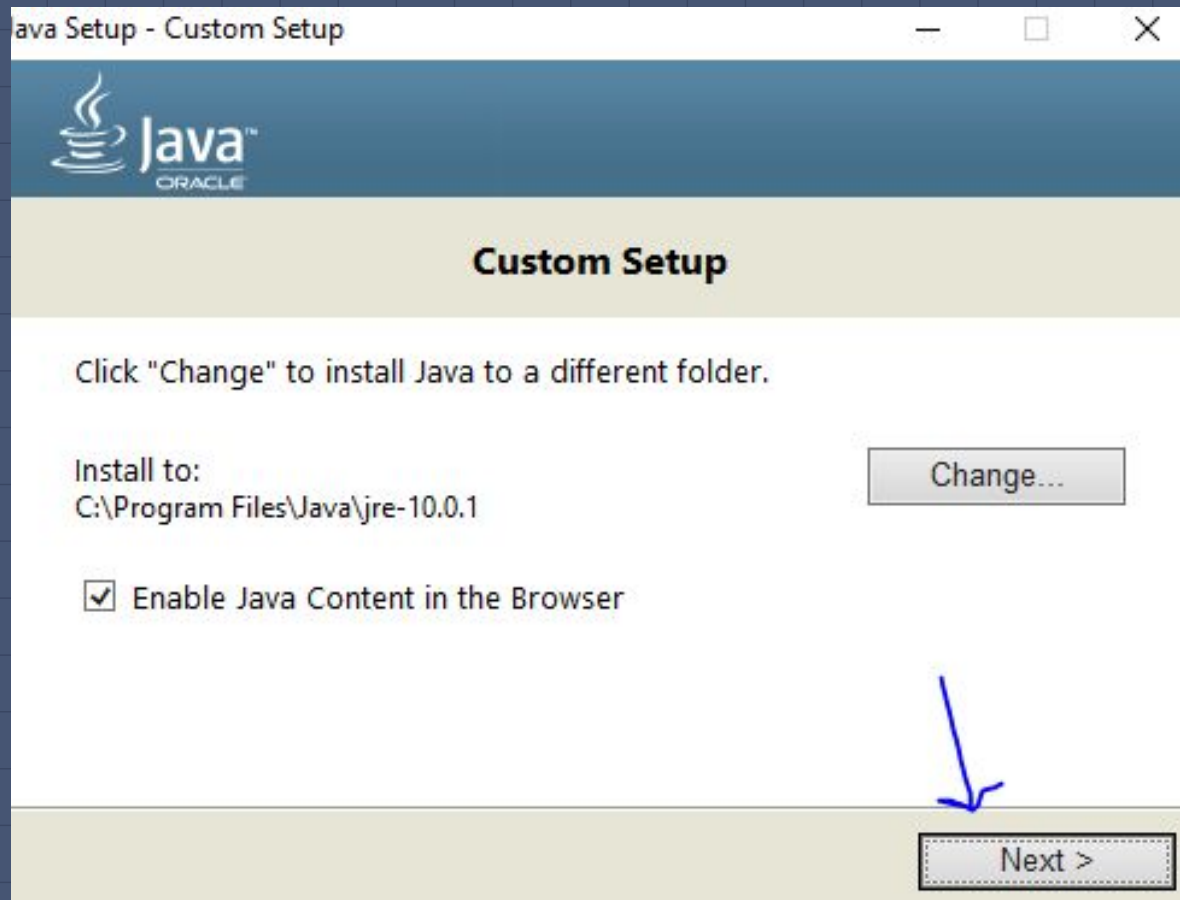 Java Setup - Custom Setup
Java™
ORACLE
Custom Setup
Click "Change" to install Java to a different folder.
Install to:
Change...
C:\Program Files\Java\jre-10.0.1
Enable Java Content in the Browser
Next >